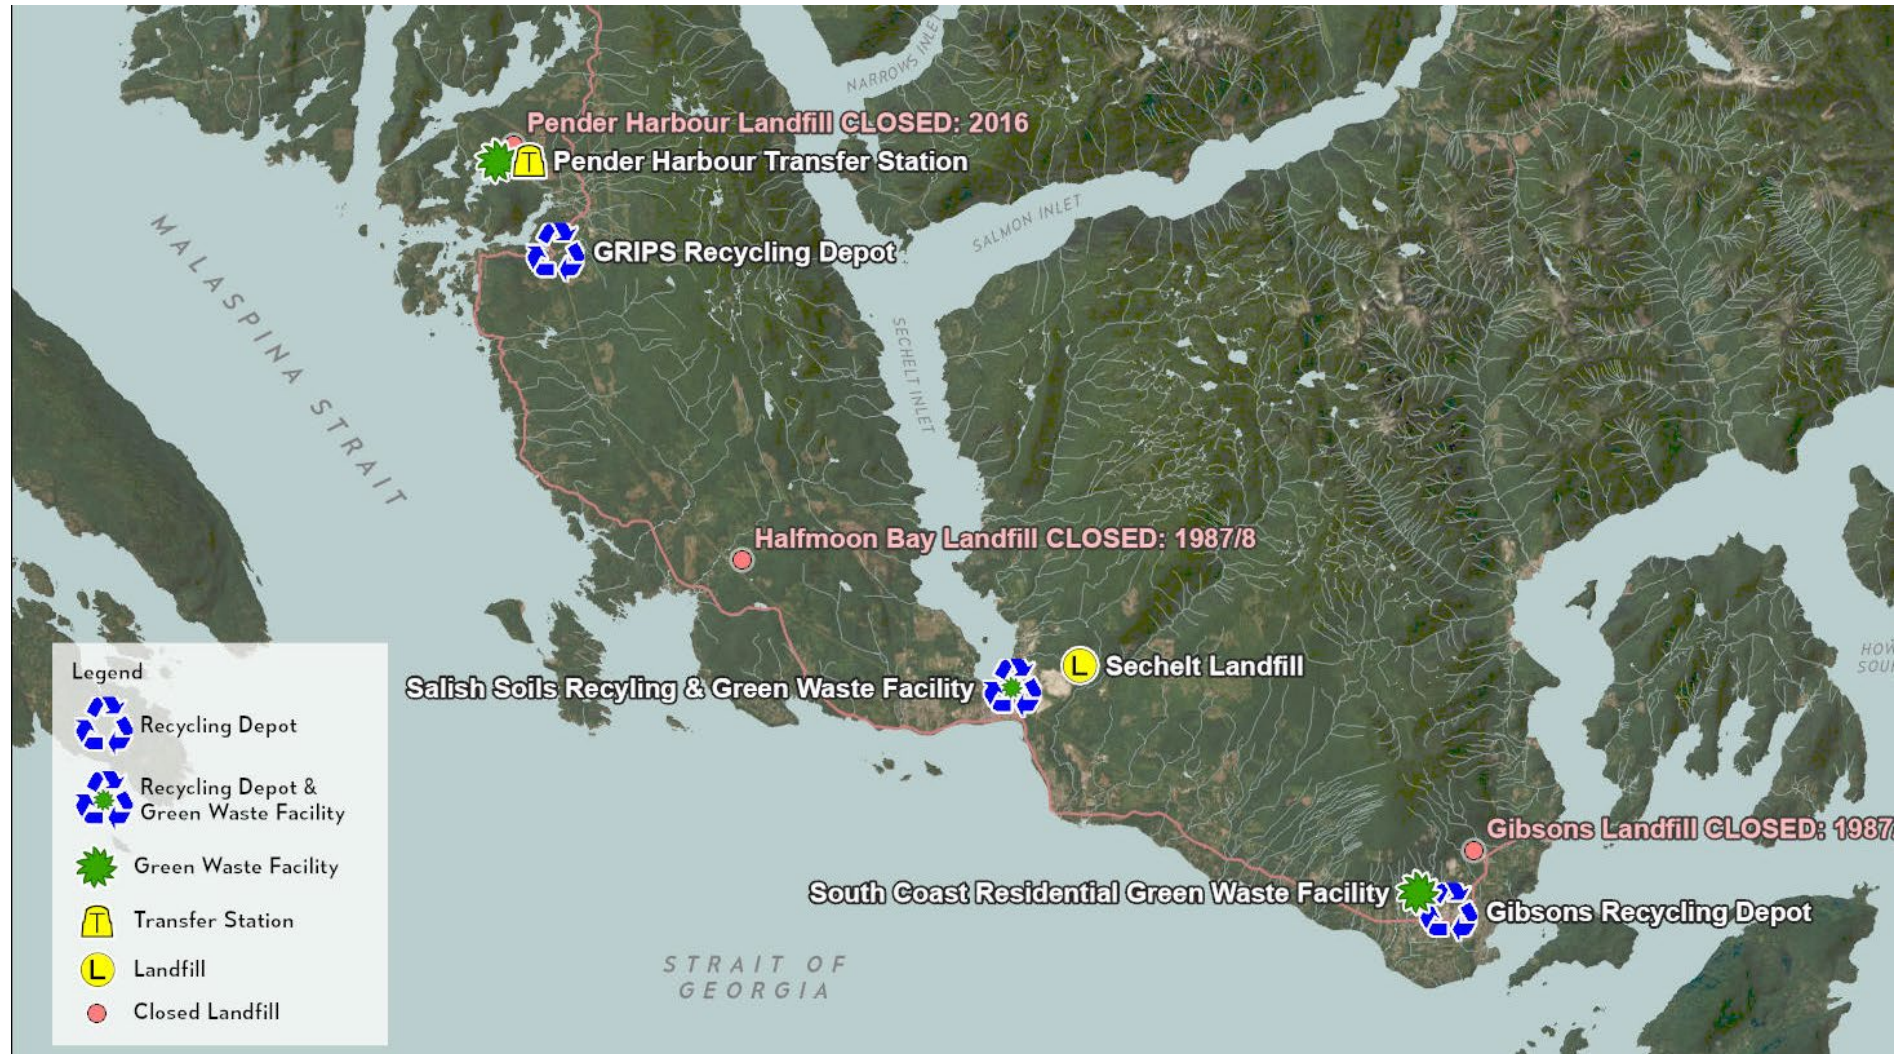 NARROWS INLET
Pender Harbour Landfill CLOSED: 2016
T
Pender Harbour Transfer Station
GRIPS Recycling Depot
SALMON INLET
MALASPINA STRAIT
SECHELT INLET
Halfmoon Bay Landfill CLOSED: 1987/8
L
Sechelt Landfill
Salish Soils Recyling & Green Waste Facility
Gibsons Landfill CLOSED: 1987
South Coast Residential Green Waste Facility
Gibsons Recycling Depot
STRAIT OF
GEORGIA
Legend
Recycling Depot
Recycling Depot &
Green Waste Facility
Green Waste Facility
T
Transfer Station
L
Landfill
Closed Landfill